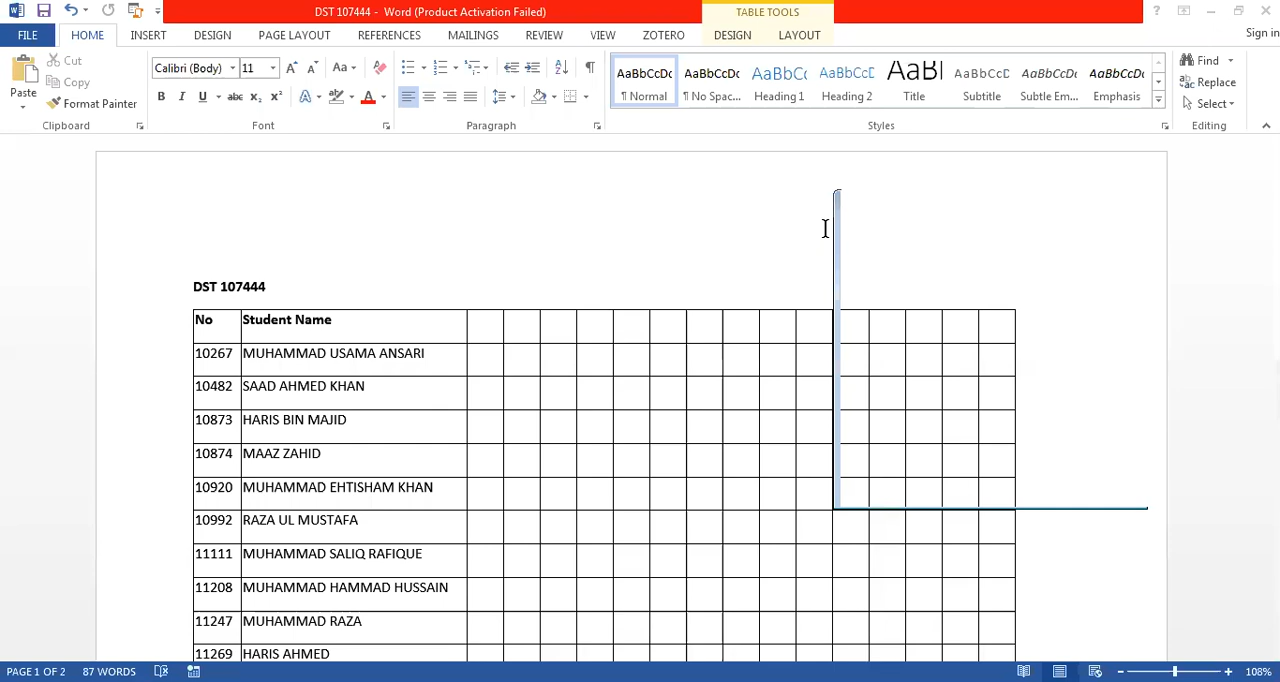 DST 107444 - Word (Product Activation Failed)
TABLE TOOLS
?
FILE HOME INSERT DESIGN PAGE LAYOUT REFERENCES MAILINGS REVIEW VIEW ZOTERO DESIGN LAYOUT Sign in
Paste
Cut
Copy
Format Painter
Clipboard
Calibri (Body) 11
Font
Paragraph
AaBbCcDc AaBbCcDc AaBbCc AaBbCcD AaBl AaBbCcD AaBbCcDc AaBbCcDc
¶ Normal ¶ No Spac... Heading 1 Heading 2 Title Subtitle Subtle Em... Emphasis
Styles
Find
Replace
Select
Editing
DST 107444
No Student Name
10267 MUHAMMAD USAMA ANSARI
10482 SAAD AHMED KHAN
10873 HARIS BIN MAJID
10874 MAAZ ZAHID
10920 MUHAMMAD EHTISHAM KHAN
10992 RAZA UL MUSTAFA
11111 MUHAMMAD SALIQ RAFIQUE
11208 MUHAMMAD HAMMAD HUSSAIN
11247 MUHAMMAD RAZA
11269 HARIS AHMED
PAGE 1 OF 2 87 WORDS 108%